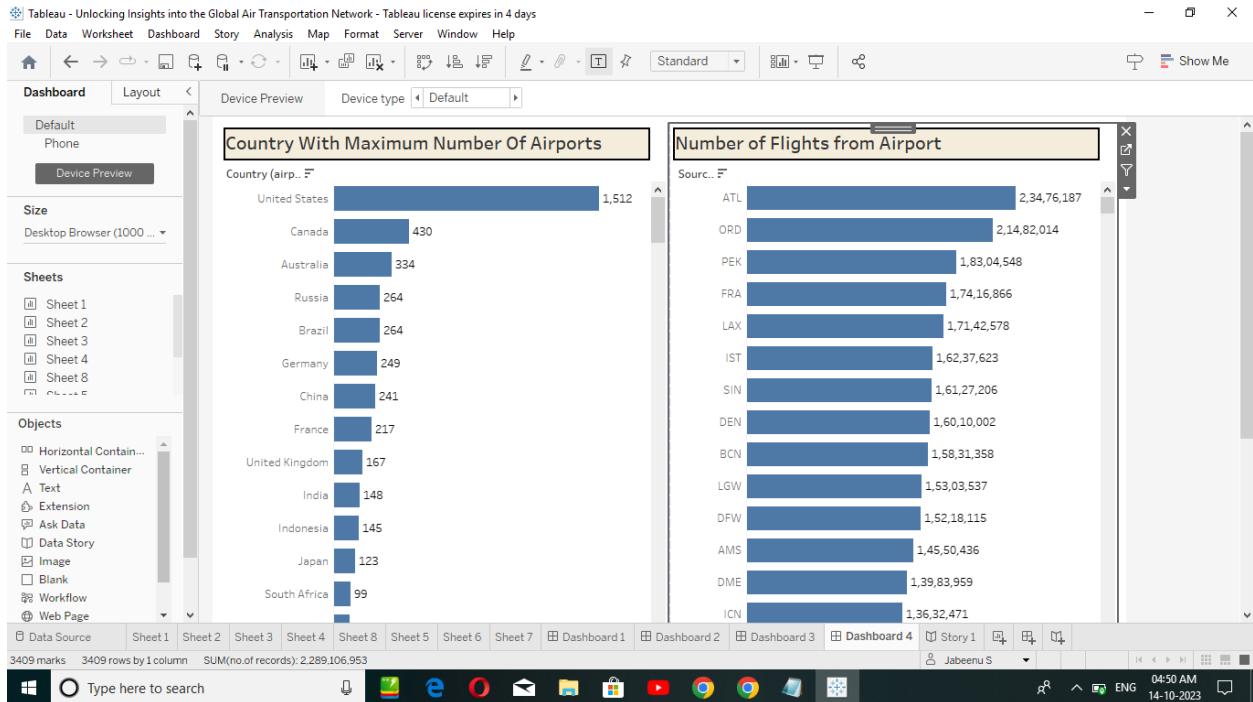 Tableau - Unlocking Insights into the Global Air Transportation Network - Tableau license expires in 4 days
File Data Worksheet Dashboard Story Analysis Map Format Server Window Help
T Standard Show Me
Dashboard Layout
Default
Phone
Device Preview
Size
Desktop Browser (1000 ...
Sheets
Sheet 1
Sheet 2
Sheet 3
Sheet 4
Sheet 8
Sheet 5
Objects
Horizontal Contain...
Vertical Container
A Text
Extension
Ask Data
Data Story
Image
Blank
Workflow
Web Page
Device Preview Device type Default
Country With Maximum Number Of Airports
Country (airp..
United States 1,512
Canada 430
Australia 334
Russia 264
Brazil 264
Germany 249
China 241
France 217
United Kingdom 167
India 148
Indonesia 145
Japan 123
South Africa 99
Number of Flights from Airport
Sourc..
ATL 2,34,76,187
ORD 2,14,82,014
PEK 1,83,04,548
FRA 1,74,16,866
LAX 1,71,42,578
IST 1,62,37,623
SIN 1,61,27,206
DEN 1,60,10,002
BCN 1,58,31,358
LGW 1,53,03,537
DFW 1,52,18,115
AMS 1,45,50,436
DME 1,39,83,959
ICN 1,36,32,471
Data Source Sheet 1 Sheet 2 Sheet 3 Sheet 4 Sheet 8 Sheet 5 Sheet 6 Sheet 7 Dashboard 1 Dashboard 2 Dashboard 3 Dashboard 4 Story 1
3409 marks 3409 rows by 1 column SUM(no.of records): 2,289,106,953 Jabeenu S
Type here to search ENG 04:50 AM
14-10-2023